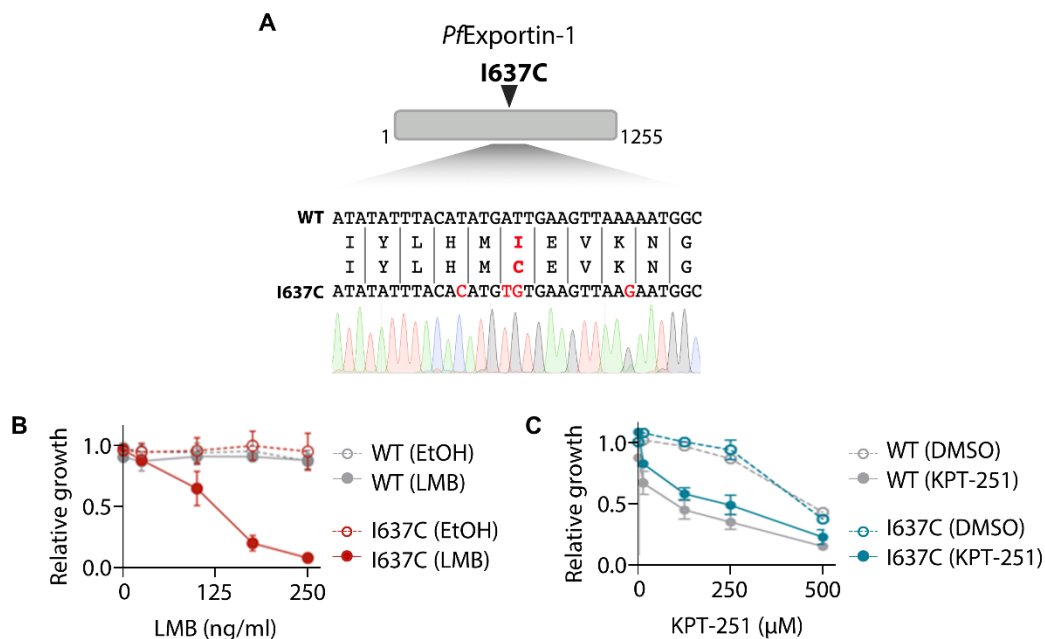 A
PfExportin-1
I637C
1 1255
WT ATATATTTACATATGATTGAAGTTAAAAATGGC
I Y L H M I E V K N G
I Y L H M C E V K N G
I637C ATATATTTACACATGTGTGAAGTTAAGAATGGC
B
Relative growth
1.0
0.5
0.0
0 125 250
LMB (ng/ml)
WT (EtOH)
WT (LMB)
I637C (EtOH)
I637C (LMB)
C
Relative growth
1.0
0.5
0.0
0 250 500
KPT-251 (μM)
WT (DMSO)
WT (KPT-251)
I637C (DMSO)
I637C (KPT-251)